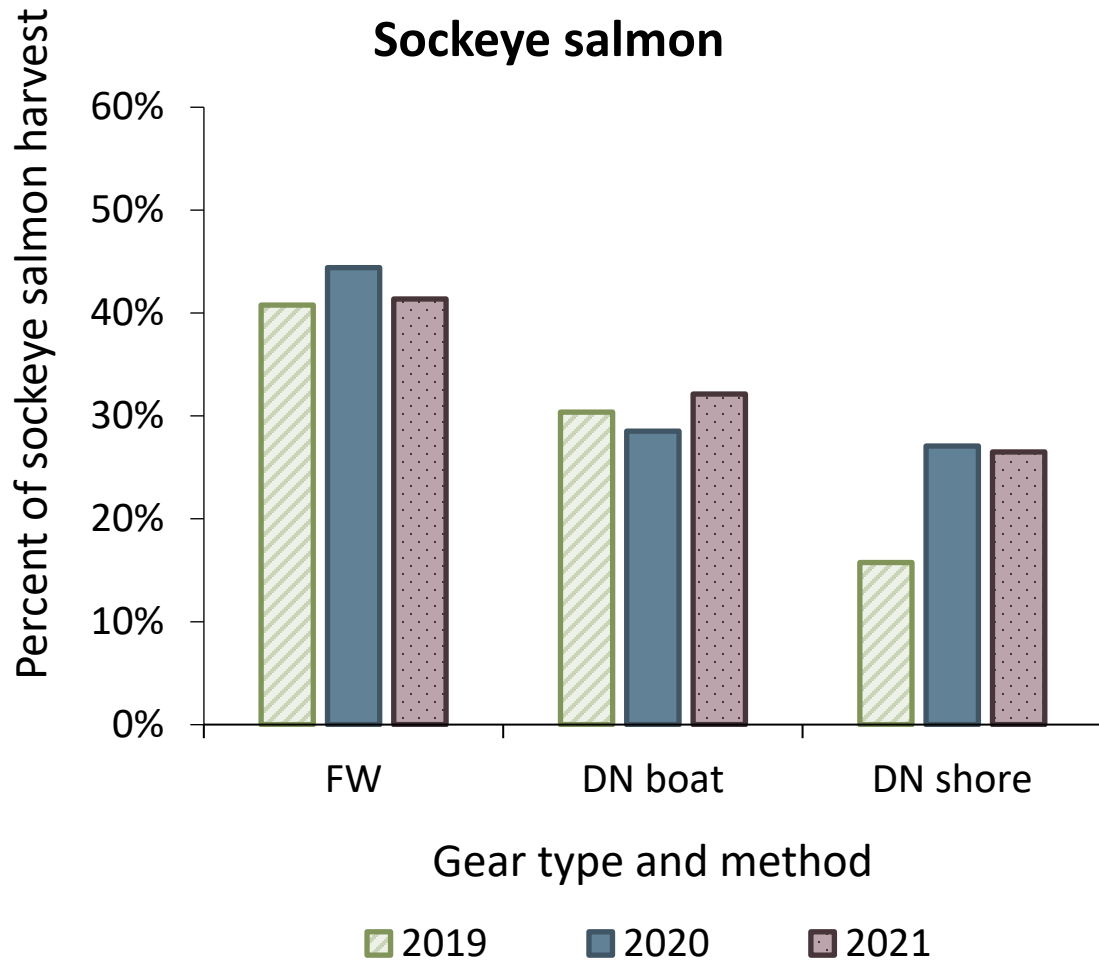 Sockeye salmon
Percent of sockeye salmon harvest
60%
50%
40%
30%
20%
10%
0%
FW
DN boat
DN shore
Gear type and method
2019
2020
2021